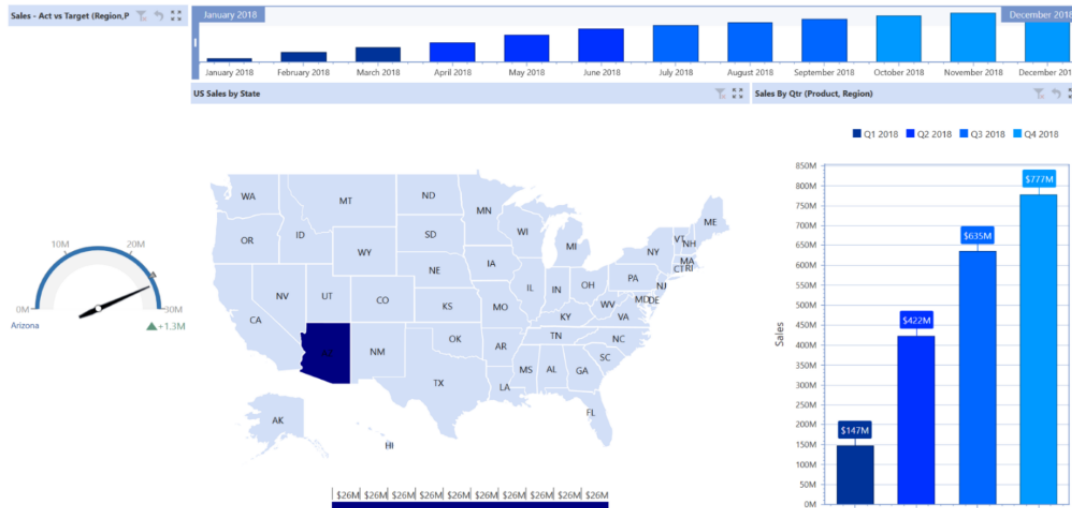 Sales - Act vs Target (Region,P
January 2018
December 2018
January 2018 February 2018 March 2018 April 2018 May 2018 June 2018 July 2018 August 2018 September 2018 October 2018 November 2018 December 201
US Sales by State
Sales By Qtr (Product, Region)
Q1 2018 Q2 2018 Q3 2018 Q4 2018
0M 10M 20M 30M
Arizona
+1.3M
WA MT ND MN ME
OR ID SD WI MI NY VT NH
WY IA MA
NE PA CT RI
NV UT CO IL IN OH NJ
CA KS MO WV MD DE
KY VA
AZ NM OK AR TN NC
TX MS AL GA SC
LA
AK FL
HI
$26M $26M $26M $26M $26M $26M $26M $26M $26M $26M
Sales
850M
800M
750M
700M
650M
600M
550M
500M
450M
400M
350M
300M
250M
200M
150M
100M
50M
0M
$147M
$422M
$635M
$777M